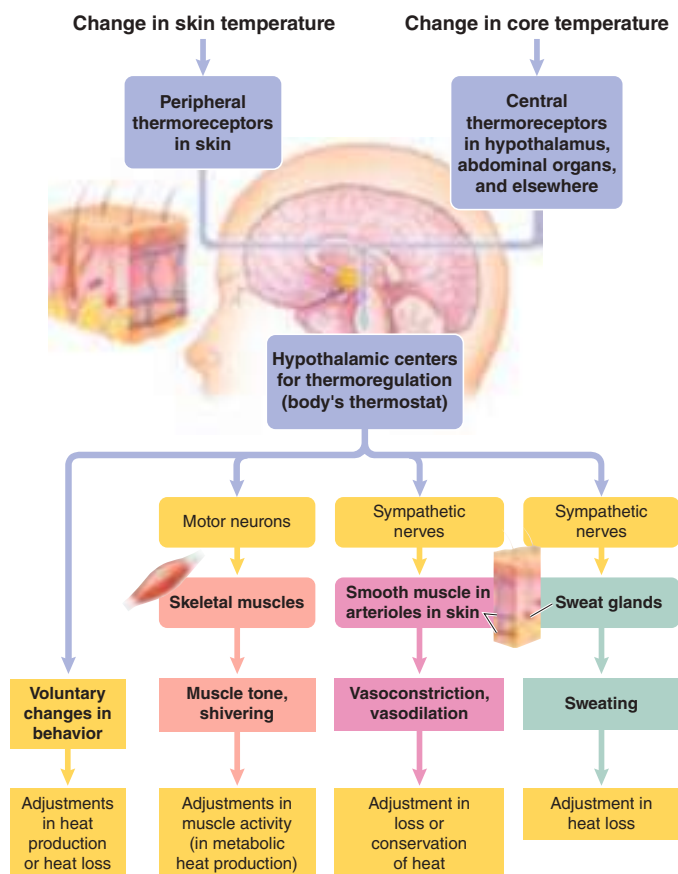 Change in skin temperature
Change in core temperature
Peripheral
thermoreceptors
in skin
Central
thermoreceptors
in hypothalamus,
abdominal organs,
and elsewhere
Hypothalamic centers
for thermoregulation
(body's thermostat)
Motor neurons
Sympathetic
nerves
Sympathetic
nerves
Skeletal muscles
Smooth muscle in
arterioles in skin
Sweat glands
Voluntary
changes in
behavior
Muscle tone,
shivering
Vasoconstriction,
vasodilation
Sweating
Adjustments
in heat
production
or heat loss
Adjustments in
muscle activity
(in metabolic
heat production)
Adjustment in
loss or
conservation
of heat
Adjustment in
heat loss